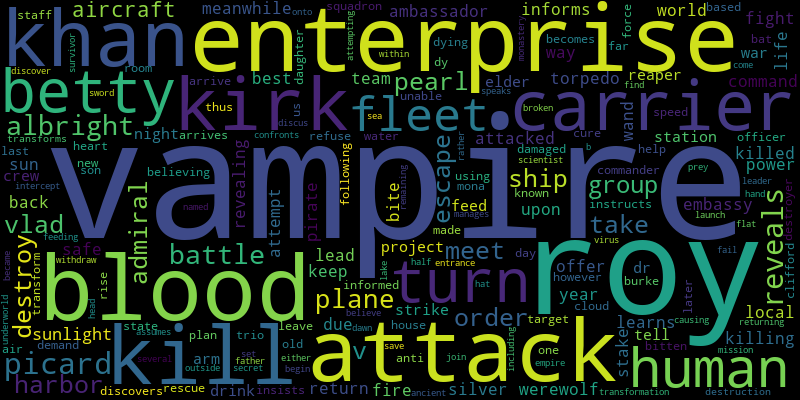 staff aircraft meanwhile onto squadron ambassador informs world based fight
khan enterprise attempting force becomes way far war bat life
discover survivor room arrive best daughter team within dying dy pearl elder torpedo monastery reaper command come
betty kirk carrier
sword thus us unable sea fleet speaks find speed
albright transforms night arrives discus refuse water attacked cure wand station officer
last heart confronts broken rather damaged b help killed
sun new son believing revealing following escape using scientist commander prey power
crew vampire mona ship group leader intercept
back named pirate bite feed known instructs hand embassy
vlad admiral attempt remaining made manages upon take launch flat destroyer
feeding safe project meet day virus fail reveals
destroy transform withdraw battle lead half entrance offer dr clifford
became rise blood keep lake informed turn roy however burke
underworld head plane strike hat year cloud later local
sunlight state assumes leave due dawn house order target learns causing returning
air demand plan trio believe v anti including stake tell mission
picard several kill arm set old save join one empire bitten killing
harbor outside secret father either fire attack silver werewolf human
discovers rescue drink insists begin return ancient transformation destruction